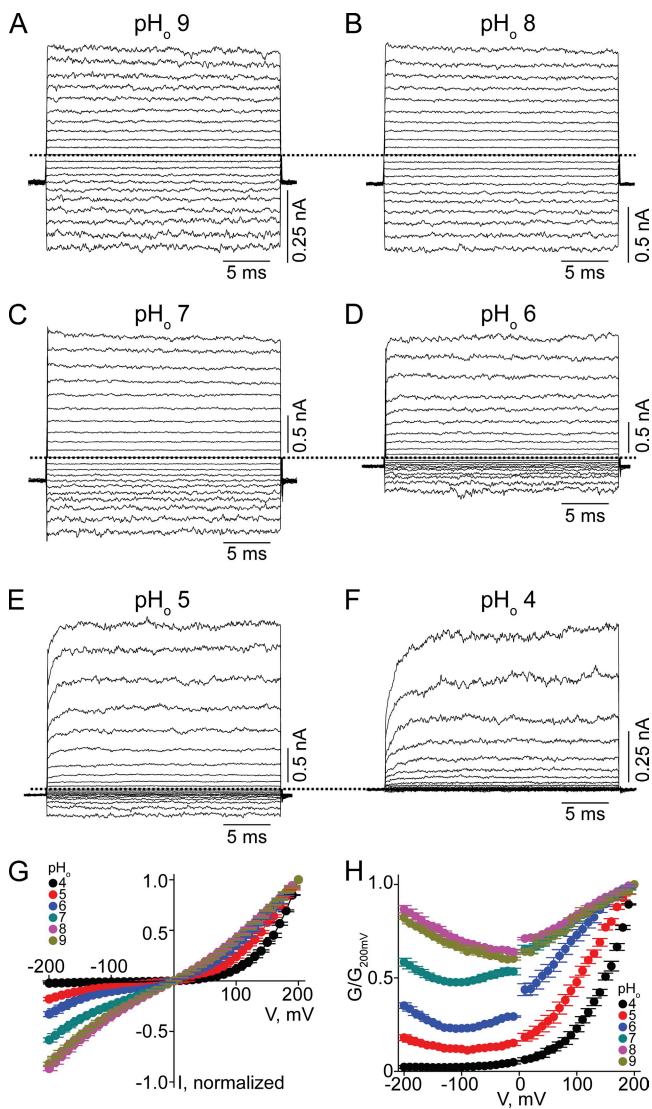 A pHo 9
B pHo 8
0.25 nA
5 ms
0.5 nA
5 ms
C pHo 7
D pHo 6
0.5 nA
5 ms
0.5 nA
5 ms
E pHo 5
F pHo 4
0.5 nA
5 ms
0.25 nA
5 ms
G
pHo
4
5
6
7
8
9
1.0
0.5
-200
-100
100
200
V, mV
-0.5
-1.0
I, normalized
H
G/G200mV
1.0
0.5
0
pHo
4
5
6
7
8
9
-200
-100
0
100
200
V, mV